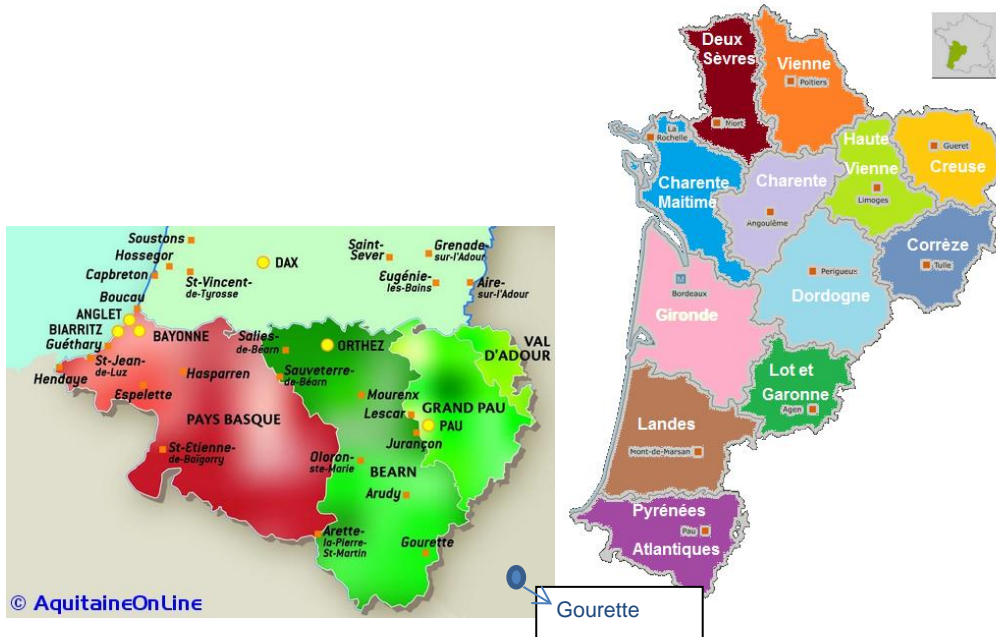 Soustons
Hossegor
Capbreton
St-Vincent-
de-Tyrosse
DAX
Saint-
Sever
Grenade-
sur-l'Adour
Eugénie-
les-Bains
Aire-
sur-l'Adour
Boucau
ANGLET
BIARRITZ
BAYONNE
Guéthary
St-Jean-
de-Luz
Hendaye
Espelette
Hasparren
PAYS BASQUE
St-Etienne-
de-Baïgorry
Salies-
de-Béarn
ORTHEZ
Sauveterre-
de-Béarn
Mourenx
Lescar
GRAND PAU
PAU
Jurançon
VAL
D'ADOUR
Oloron-
ste-Marie
BEARN
Arudy
Arette-
la-Pierre-
St-Martin
Gourette
© AquitaineOnLine
Gourette
Deux
Sèvres
Niort
Vienne
Poitiers
La
Rochelle
Charente
Maitime
Charente
Angoulême
Haute
Vienne
Limoges
Gueret
Creuse
Corrèze
Tulle
Perigueux
Dordogne
Bordeaux
Gironde
Lot et
Garonne
Agen
Landes
Mont-de-Marsan
Pyrénées
Pau
Atlantiques